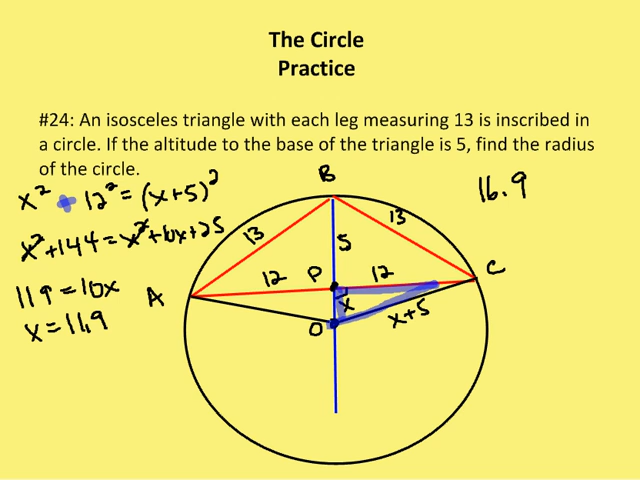 The Circle
Practice
#24: An isosceles triangle with each leg measuring 13 is inscribed in
a circle. If the altitude to the base of the triangle is 5, find the radius
of the circle.
x² + 12² = (x+5)²
x²+144=x²+10x+25
119=10x
x=11.9
16.9
B
13
13
5
12
P
12
C
A
x
O
x+5